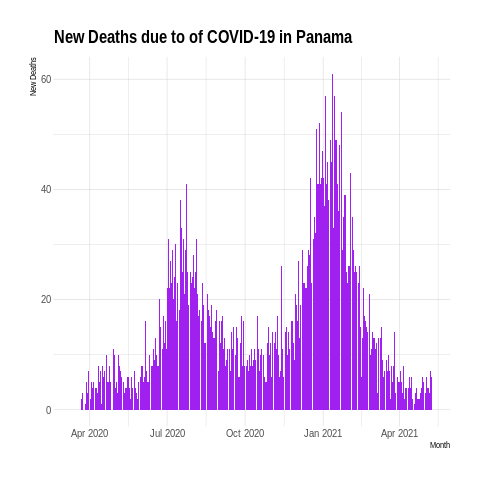 New Deaths due to of COVID-19 in Panama
New Deaths
60
40
20
0
Apr 2020 Jul 2020 Oct 2020 Jan 2021 Apr 2021
Month